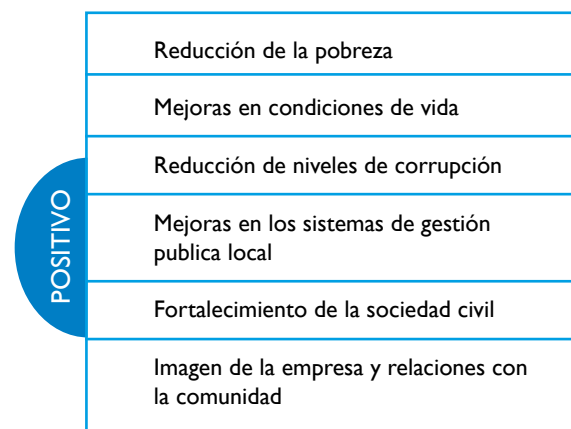 Reducción de la pobreza
Mejoras en condiciones de vida
Reducción de niveles de corrupción
POSITIVO
Mejoras en los sistemas de gestión
publica local
Fortalecimiento de la sociedad civil
Imagen de la empresa y relaciones con
la comunidad